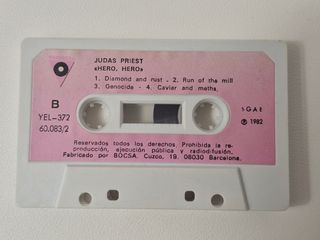 JUDAS PRIEST
«HERO, HERO»
1. Diamond and rust - 2. Run of the mill
3. Genocide - 4. Caviar and meths.
B
YEL-372
60.083/2
SGAE
℗ 1982
Reservados todos los derechos. Prohibida la re-
producción, ejecución pública y radiodifusión.
Fabricado por BOCSA. Cuzco, 19. 08030 Barcelona.